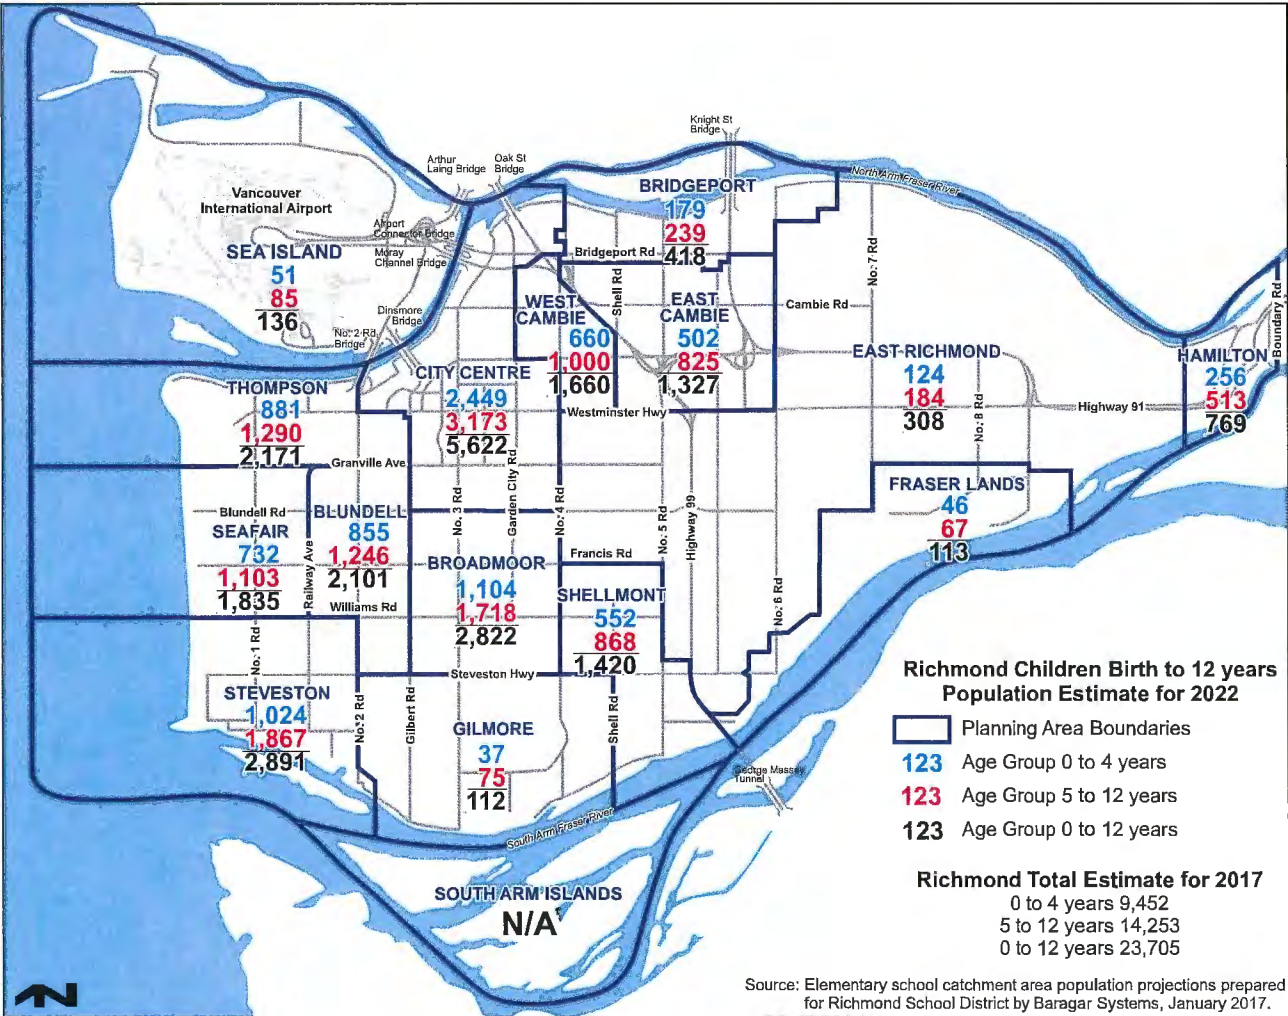 Knight St
Bridge
Arthur
Laing Bridge
Oak St
Bridge
North Arm Fraser River
Vancouver
International Airport
BRIDGEPORT
179
239
418
Airport
Connector Bridge
Moray
Channel Bridge
Bridgeport Rd
No. 7 Rd
SEA ISLAND
51
85
136
Shell Rd
Boundary Rd
WEST
CAMBIE
660
1,000
1,660
EAST
CAMBIE
502
825
1,327
Cambie Rd
Dinsmore
Bridge
No. 2 Rd
Bridge
EAST RICHMOND
124
184
308
HAMILTON
256
513
769
CITY CENTRE
2,449
3,173
5,622
THOMPSON
881
1,290
2,171
Westminster Hwy
Highway 91
No. 8 Rd
Granville Ave
Garden City Rd
FRASER LANDS
46
67
113
Blundell Rd
SEAFAIR
732
1,103
1,835
Railway Ave
BLUNDELL
855
1,246
2,101
No. 3 Rd
No. 4 Rd
No. 5 Rd
Highway 99
Francis Rd
BROADMOOR
1,104
1,718
2,822
SHELLMONT
552
868
1,420
No. 6 Rd
Williams Rd
No. 1 Rd
Steveston Hwy
STEVESTON
1,024
1,867
2,891
No. 2 Rd
Gilbert Rd
GILMORE
37
75
112
Shell Rd
George Massey
Tunnel
South Arm Fraser River
SOUTH ARM ISLANDS
N/A
Richmond Children Birth to 12 years
Population Estimate for 2022
Planning Area Boundaries
123 Age Group 0 to 4 years
123 Age Group 5 to 12 years
123 Age Group 0 to 12 years
Richmond Total Estimate for 2017
0 to 4 years 9,452
5 to 12 years 14,253
0 to 12 years 23,705
Source: Elementary school catchment area population projections prepared
for Richmond School District by Baragar Systems, January 2017.